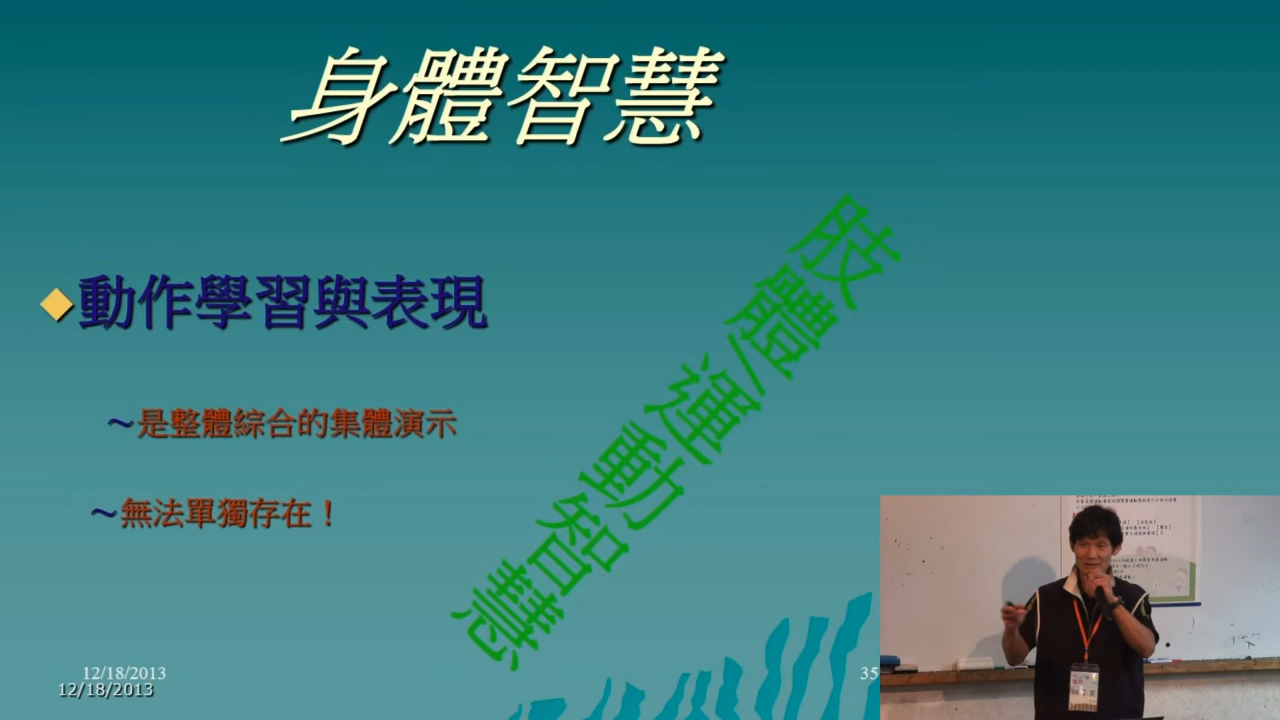 身體智慧
動作學習與表現
~是整體綜合的集體演示
~無法單獨存在！
肢體/運動智慧
12/18/2013
12/18/2013
35